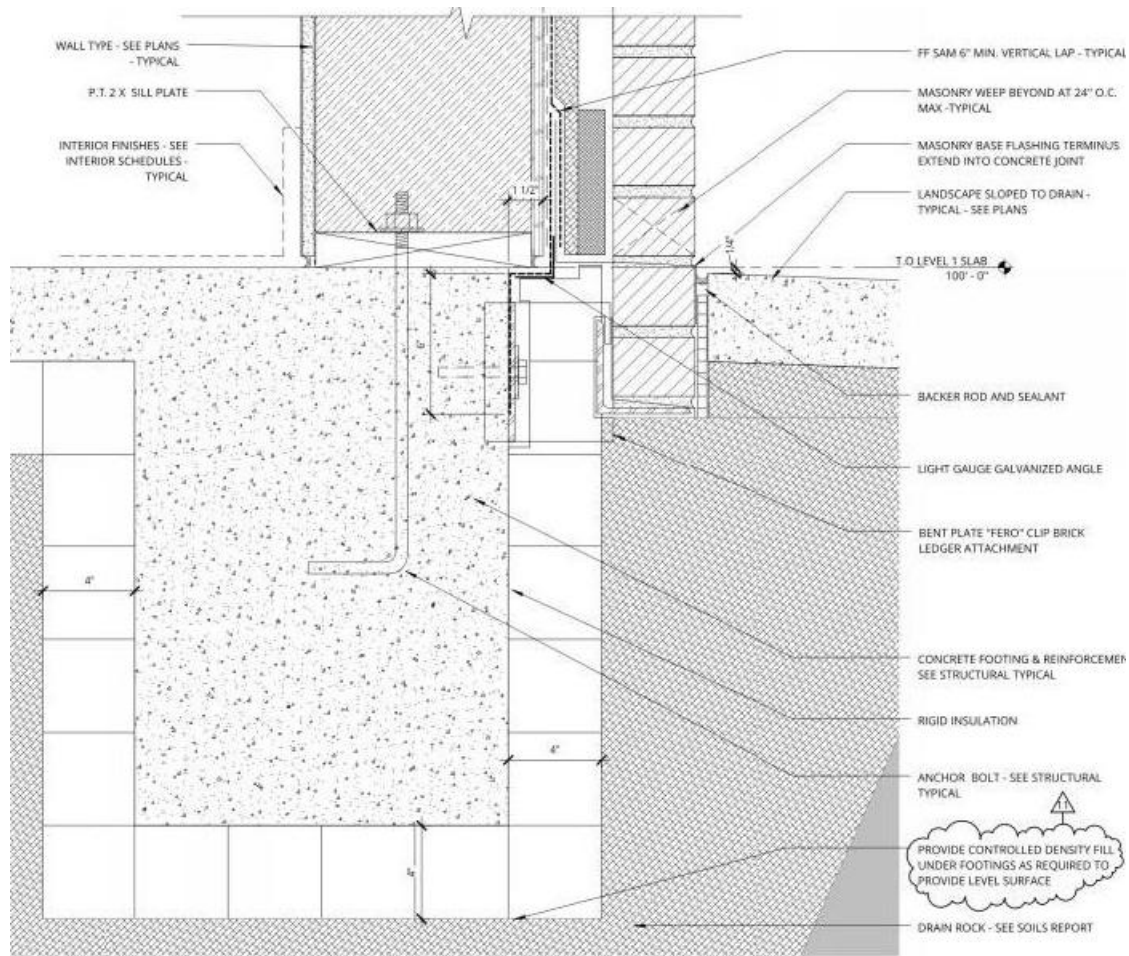 WALL TYPE - SEE PLANS
- TYPICAL
P.T. 2 X SILL PLATE
INTERIOR FINISHES - SEE
INTERIOR SCHEDULES -
TYPICAL
1 1/2"
6"
4"
4"
4"
1/4"
FF SAM 6" MIN. VERTICAL LAP - TYPICAL
MASONRY WEEP BEYOND AT 24" O.C.
MAX -TYPICAL
MASONRY BASE FLASHING TERMINUS
EXTEND INTO CONCRETE JOINT
LANDSCAPE SLOPED TO DRAIN -
TYPICAL - SEE PLANS
T.O LEVEL 1 SLAB
100' - 0"
BACKER ROD AND SEALANT
LIGHT GAUGE GALVANIZED ANGLE
BENT PLATE "FERO" CLIP BRICK
LEDGER ATTACHMENT
CONCRETE FOOTING & REINFORCEMEN
SEE STRUCTURAL TYPICAL
RIGID INSULATION
ANCHOR BOLT - SEE STRUCTURAL
TYPICAL
11
PROVIDE CONTROLLED DENSITY FILL
UNDER FOOTINGS AS REQUIRED TO
PROVIDE LEVEL SURFACE
DRAIN ROCK - SEE SOILS REPORT